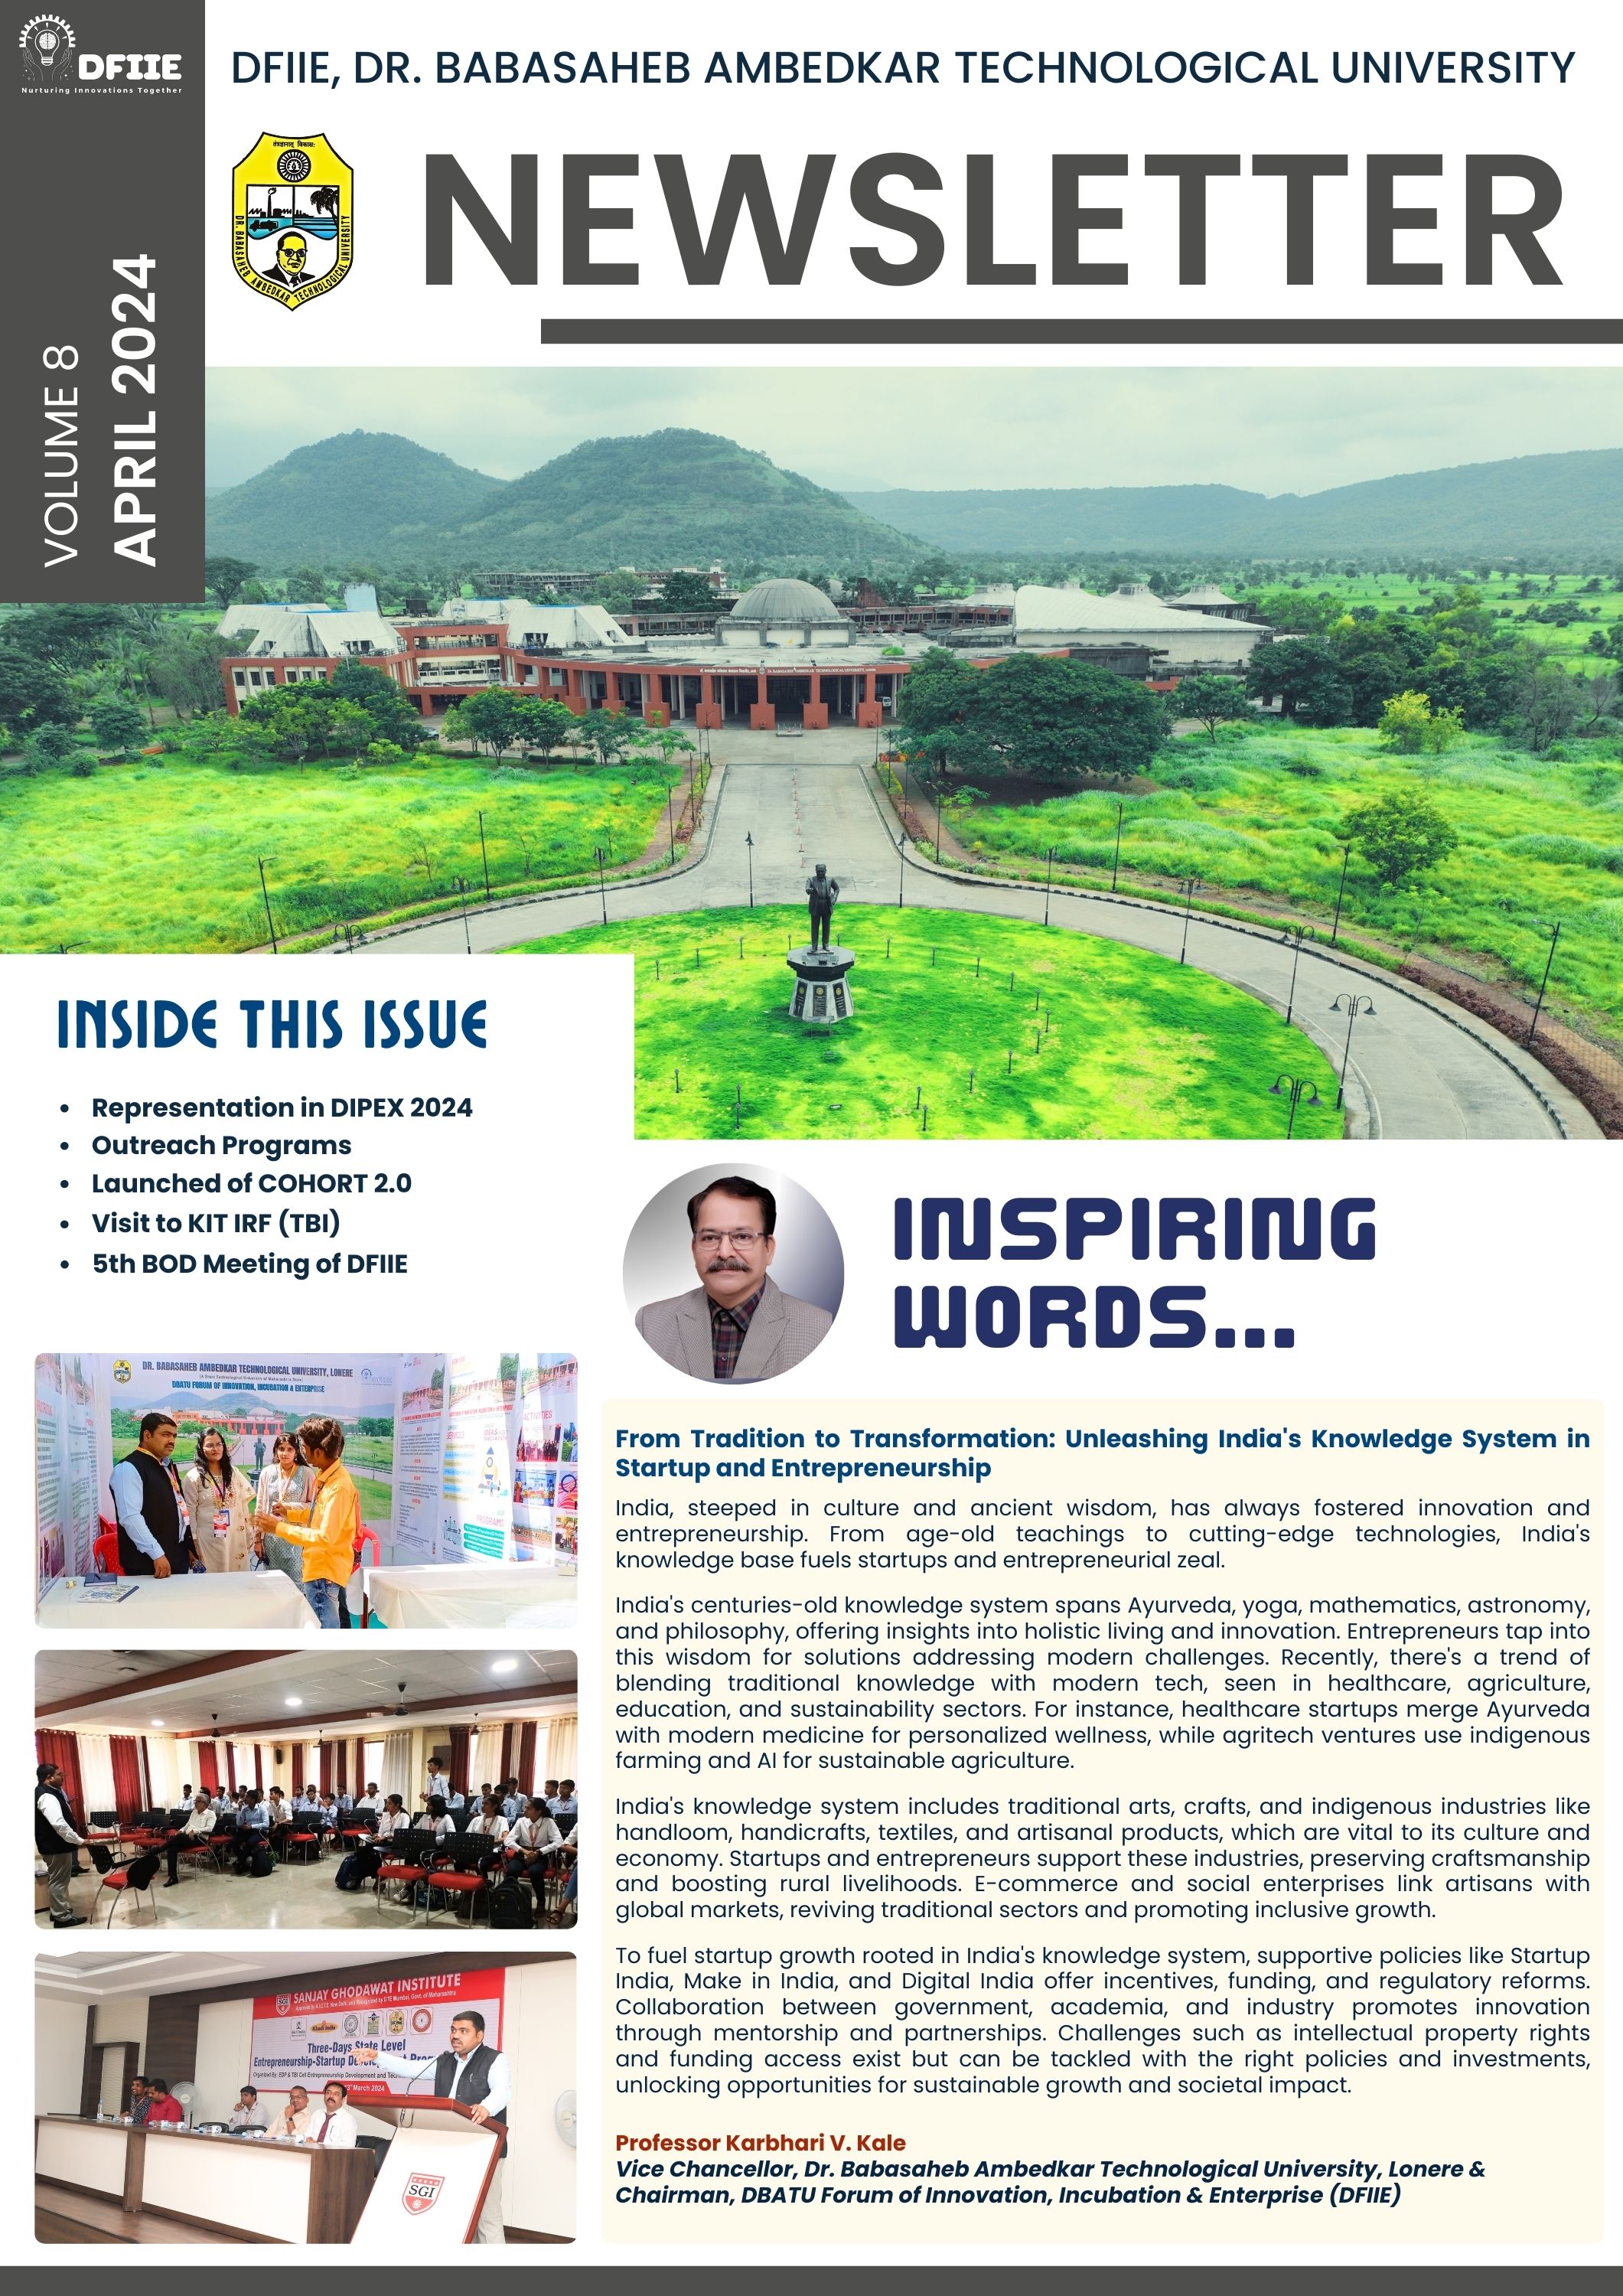 DFIIE
Nurturing Innovations Together
DFIIE, DR. BABASAHEB AMBEDKAR TECHNOLOGICAL UNIVERSITY
NEWSLETTER
DR. BABASAHEB AMBEDKAR TECHNOLOGICAL UNIVERSITY
VOLUME 8
APRIL 2024
INSIDE THIS ISSUE
• Representation in DIPEX 2024
• Outreach Programs
• Launched of COHORT 2.0
• Visit to KIT IRF (TBI)
• 5th BOD Meeting of DFIIE
DR. BABASAHEB AMBEDKAR TECHNOLOGICAL UNIVERSITY, LONERE
DBATU FORUM OF INNOVATION, INCUBATION & ENTERPRISE
SANJAY GHODAWAT INSTITUTE
Three-Days State Level
Entrepreneurship-Startup
March 2024
SGI
INSPIRING
WORDS...
From Tradition to Transformation: Unleashing India's Knowledge System in
Startup and Entrepreneurship
India, steeped in culture and ancient wisdom, has always fostered innovation and
entrepreneurship. From age-old teachings to cutting-edge technologies, India's
knowledge base fuels startups and entrepreneurial zeal.
India's centuries-old knowledge system spans Ayurveda, yoga, mathematics, astronomy,
and philosophy, offering insights into holistic living and innovation. Entrepreneurs tap into
this wisdom for solutions addressing modern challenges. Recently, there's a trend of
blending traditional knowledge with modern tech, seen in healthcare, agriculture,
education, and sustainability sectors. For instance, healthcare startups merge Ayurveda
with modern medicine for personalized wellness, while agritech ventures use indigenous
farming and AI for sustainable agriculture.
India's knowledge system includes traditional arts, crafts, and indigenous industries like
handloom, handicrafts, textiles, and artisanal products, which are vital to its culture and
economy. Startups and entrepreneurs support these industries, preserving craftsmanship
and boosting rural livelihoods. E-commerce and social enterprises link artisans with
global markets, reviving traditional sectors and promoting inclusive growth.
To fuel startup growth rooted in India's knowledge system, supportive policies like Startup
India, Make in India, and Digital India offer incentives, funding, and regulatory reforms.
Collaboration between government, academia, and industry promotes innovation
through mentorship and partnerships. Challenges such as intellectual property rights
and funding access exist but can be tackled with the right policies and investments,
unlocking opportunities for sustainable growth and societal impact.
Professor Karbhari V. Kale
Vice Chancellor, Dr. Babasaheb Ambedkar Technological University, Lonere &
Chairman, DBATU Forum of Innovation, Incubation & Enterprise (DFIIE)